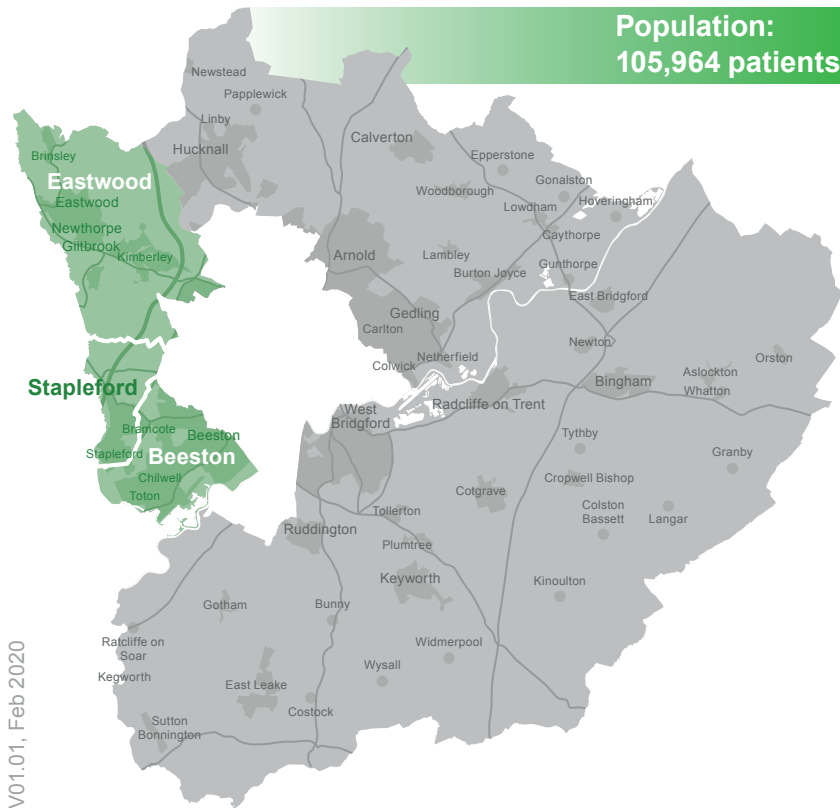 Population:
105,964 patients
Newstead
Papplewick
Linby
Hucknall
Calverton
Epperstone
Gonalston
Woodborough
Hoveringham
Lowdham
Caythorpe
Brinsley
Eastwood
Eastwood
Newthorpe
Giltbrook
Kimberley
Arnold
Lambley
Burton Joyce
Gunthorpe
East Bridgford
Gedling
Carlton
Netherfield
Colwick
Newton
Orston
Aslockton
Whatton
Bingham
Radcliffe on Trent
Stapleford
West
Bridgford
Bramcote
Beeston
Stapleford
Beeston
Chilwell
Toton
Tythby
Granby
Cropwell Bishop
Cotgrave
Colston
Bassett
Langar
Tollerton
Ruddington
Plumtree
Keyworth
Kinoulton
Gotham
Bunny
Ratcliffe on
Soar
Kegworth
Widmerpool
Wysall
East Leake
Costock
Sutton
Bonnington
V01.01, Feb 2020